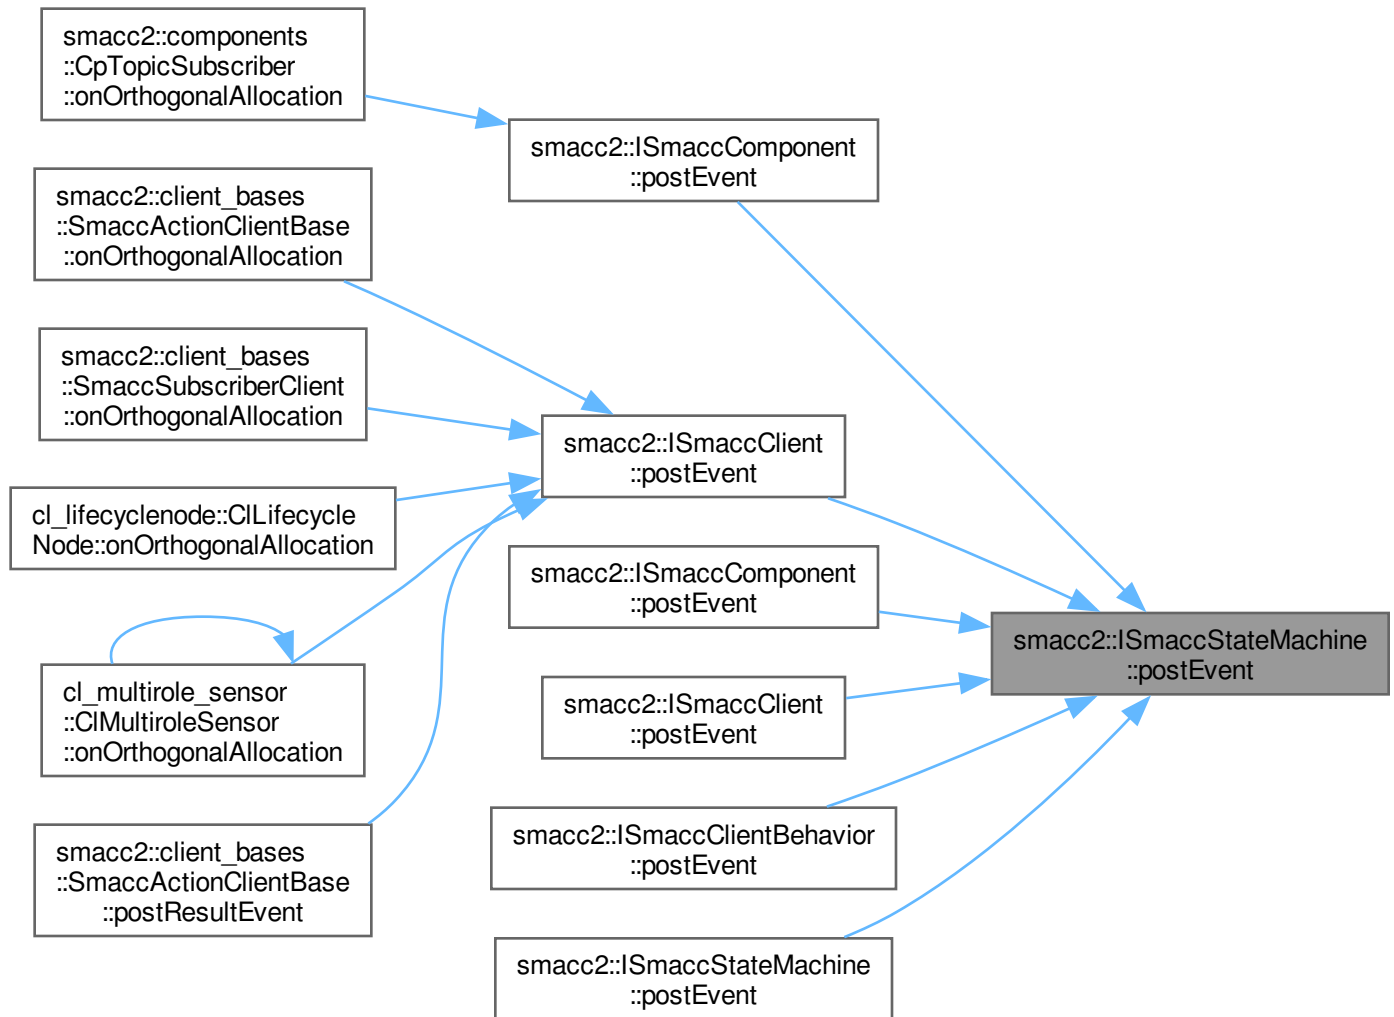 smacc2::components
::CpTopicSubscriber
::onOrthogonalAllocation
smacc2::client_bases
::SmaccActionClientBase
::onOrthogonalAllocation
smacc2::client_bases
::SmaccSubscriberClient
::onOrthogonalAllocation
cl_lifecyclenode::ClLifecycle
Node::onOrthogonalAllocation
cl_multirole_sensor
::ClMultiroleSensor
::onOrthogonalAllocation
smacc2::client_bases
::SmaccActionClientBase
::postResultEvent
smacc2::ISmaccComponent
::postEvent
smacc2::ISmaccClient
::postEvent
smacc2::ISmaccComponent
::postEvent
smacc2::ISmaccClient
::postEvent
smacc2::ISmaccClientBehavior
::postEvent
smacc2::ISmaccStateMachine
::postEvent
smacc2::ISmaccStateMachine
::postEvent